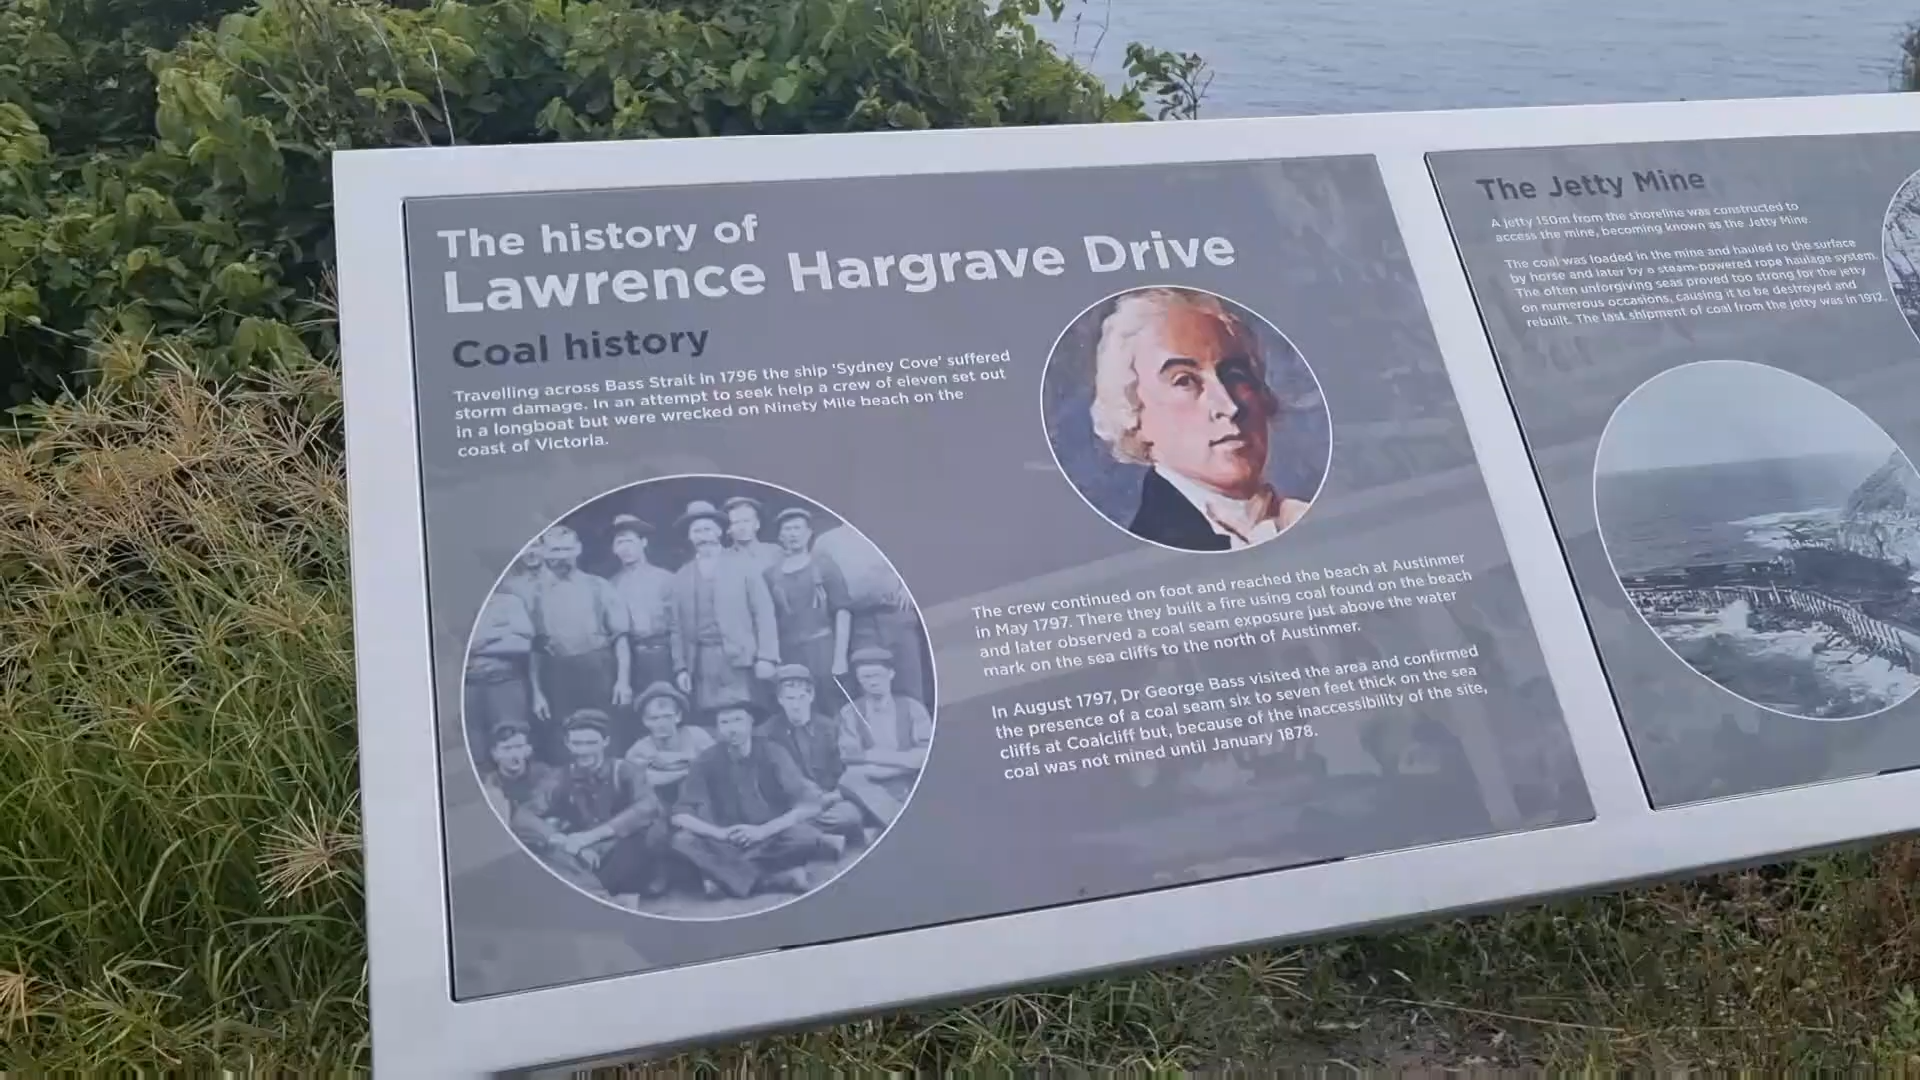 The history of
Lawrence Hargrave Drive
Coal history
Travelling across Bass Strait in 1796 the ship 'Sydney Cove' suffered
storm damage. In an attempt to seek help a crew of eleven set out
in a longboat but were wrecked on Ninety Mile beach on the
coast of Victoria.
The crew continued on foot and reached the beach at Austinmer
in May 1797. There they built a fire using coal found on the beach
and later observed a coal seam exposure just above the water
mark on the sea cliffs to the north of Austinmer.
In August 1797, Dr George Bass visited the area and confirmed
the presence of a coal seam six to seven feet thick on the sea
cliffs at Coalcliff but, because of the inaccessibility of the site,
coal was not mined until January 1878.
The Jetty Mine
A jetty 150m from the shoreline was constructed to
access the mine, becoming known as the Jetty Mine.
The coal was loaded in the mine and hauled to the surface
by horse and later by a steam-powered rope haulage system.
The often unforgiving seas proved too strong for the jetty
on numerous occasions, causing it to be destroyed and
rebuilt. The last shipment of coal from the jetty was in 1912.